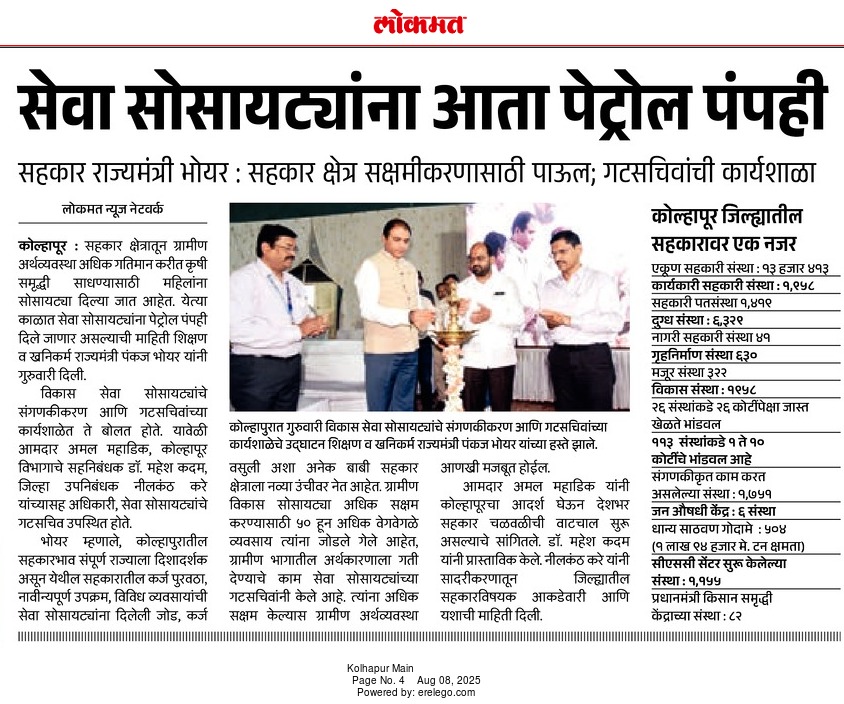 लोकमत
सेवा सोसायट्यांना आता पेट्रोल पंपही
सहकार राज्यमंत्री भोयर : सहकार क्षेत्र सक्षमीकरणासाठी पाऊल; गटसचिवांची कार्यशाळा
लोकमत न्यूज नेटवर्क
कोल्हापूर : सहकार क्षेत्रातून ग्रामीण
अर्थव्यवस्था अधिक गतिमान करीत कृषी
समृद्धी साधण्यासाठी महिलांना
सोसायट्या दिल्या जात आहेत. येत्या
काळात सेवा सोसायट्यांना पेट्रोल पंपही
दिले जाणार असल्याची माहिती शिक्षण
व खनिकर्म राज्यमंत्री पंकज भोयर यांनी
गुरुवारी दिली.
विकास सेवा सोसायट्यांचे
संगणकीकरण आणि गटसचिवांच्या
कार्यशाळेत ते बोलत होते. यावेळी
आमदार अमल महाडिक, कोल्हापूर
विभागाचे सहनिबंधक डॉ. महेश कदम,
जिल्हा उपनिबंधक नीलकंठ करे
यांच्यासह अधिकारी, सेवा सोसायट्यांचे
गटसचिव उपस्थित होते.
भोयर म्हणाले, कोल्हापुरातील
सहकारभाव संपूर्ण राज्याला दिशादर्शक
असून येथील सहकारातील कर्ज पुरवठा,
नावीन्यपूर्ण उपक्रम, विविध व्यवसायांची
सेवा सोसायट्यांना दिलेली जोड, कर्ज
कोल्हापुरात गुरुवारी विकास सेवा सोसायट्यांचे संगणकीकरण आणि गटसचिवांच्या
कार्यशाळेचे उद्घाटन शिक्षण व खनिकर्म राज्यमंत्री पंकज भोयर यांच्या हस्ते झाले.
वसुली अशा अनेक बाबी सहकार
क्षेत्राला नव्या उंचीवर नेत आहेत. ग्रामीण
विकास सोसायट्या अधिक सक्षम
करण्यासाठी ५० हून अधिक वेगवेगळे
व्यवसाय त्यांना जोडले गेले आहेत,
ग्रामीण भागातील अर्थकारणाला गती
देण्याचे काम सेवा सोसायट्यांच्या
गटसचिवांनी केले आहे. त्यांना अधिक
सक्षम केल्यास ग्रामीण अर्थव्यवस्था
आणखी मजबूत होईल.
आमदार अमल महाडिक यांनी
कोल्हापूरचा आदर्श घेऊन देशभर
सहकार चळवळीची वाटचाल सुरू
असल्याचे सांगितले. डॉ. महेश कदम
यांनी प्रास्ताविक केले. नीलकंठ करे यांनी
सादरीकरणातून जिल्ह्यातील
सहकारविषयक आकडेवारी आणि
यशाची माहिती दिली.
कोल्हापूर जिल्ह्यातील
सहकारावर एक नजर
एकूण सहकारी संस्था : १३ हजार ४१३
कार्यकारी सहकारी संस्था : १,९५८
सहकारी पतसंस्था १,४१२
दुग्ध संस्था : ६,३२१
नागरी सहकारी संस्था ४१
गृहनिर्माण संस्था ६३०
मजूर संस्था ३२२
विकास संस्था : १९५८
२६ संस्थांकडे २६ कोटींपेक्षा जास्त
खेळते भांडवल
११३ संस्थांकडे १ ते १०
कोटींचे भांडवल आहे
संगणकीकृत काम करत
असलेल्या संस्था : १,७५१
जन औषधी केंद्र : ६ संस्था
धान्य साठवण गोदामे : ५०४
(१ लाख १४ हजार मे. टन क्षमता)
सीएससी सेंटर सुरू केलेल्या
संस्था : १,१५५
प्रधानमंत्री किसान समृद्धी
केंद्राच्या संस्था : ८२
Kolhapur Main
Page No. 4 Aug 08, 2025
Powered by: erelego.com